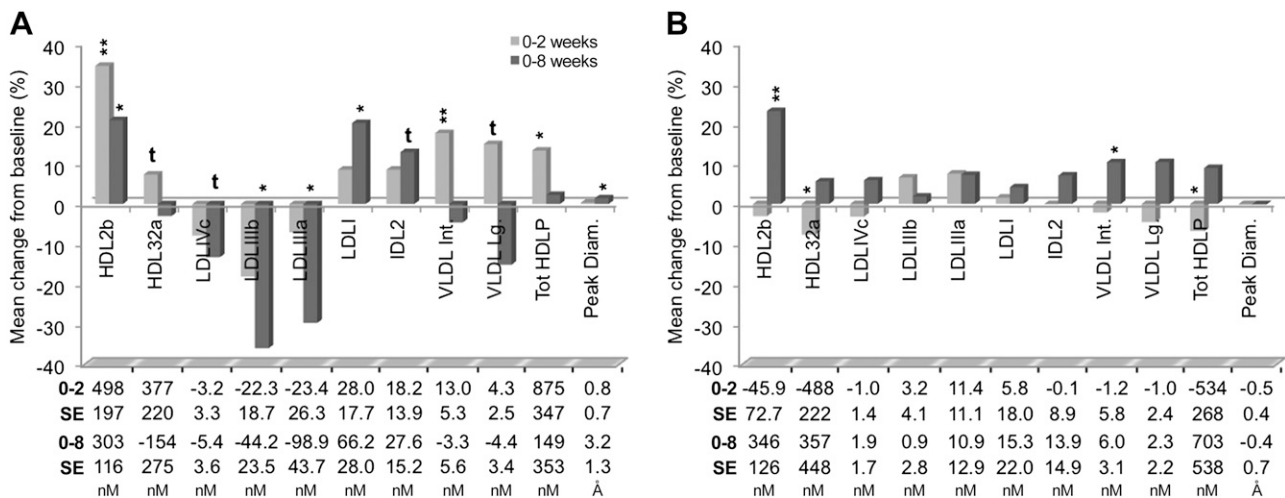 A
Mean change from baseline (%)
40
30
20
10
0
-10
-20
-30
-40
0-2 weeks
0-8 weeks
** * t t * * * t ** t * *
HDL2b HDL32a LDLIVc LDLIIIb LDLIIIa LDLI IDL2 VLDL Int. VLDL Lg. Tot HDLP Peak Diam.
0-2 498 377 -3.2 -22.3 -23.4 28.0 18.2 13.0 4.3 875 0.8
SE 197 220 3.3 18.7 26.3 17.7 13.9 5.3 2.5 347 0.7
0-8 303 -154 -5.4 -44.2 -98.9 66.2 27.6 -3.3 -4.4 149 3.2
SE 116 275 3.6 23.5 43.7 28.0 15.2 5.6 3.4 353 1.3
nM nM nM nM nM nM nM nM nM nM Å
B
Mean change from baseline (%)
40
30
20
10
0
-10
-20
-30
-40
** * * *
HDL2b HDL32a LDLIVc LDLIIIb LDLIIIa LDLI IDL2 VLDL Int. VLDL Lg. Tot HDLP Peak Diam.
0-2 -45.9 -488 -1.0 3.2 11.4 5.8 -0.1 -1.2 -1.0 -534 -0.5
SE 72.7 222 1.4 4.1 11.1 18.0 8.9 5.8 2.4 268 0.4
0-8 346 357 1.9 0.9 10.9 15.3 13.9 6.0 2.3 703 -0.4
SE 126 448 1.7 2.8 12.9 22.0 14.9 3.1 2.2 538 0.7
nM nM nM nM nM nM nM nM nM nM Å